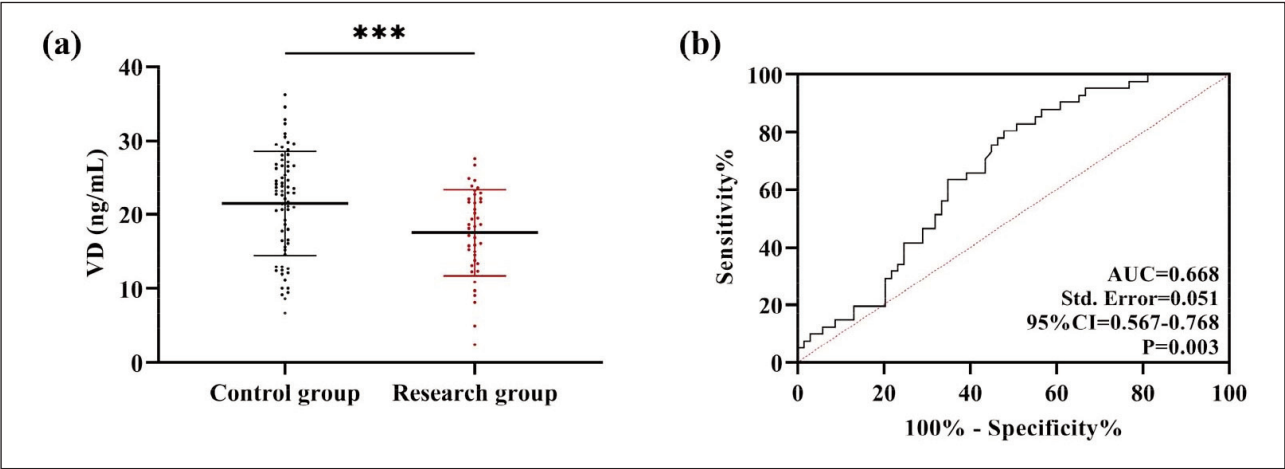 (a)
***
40
30
20
10
0
VD (ng/mL)
Control group
Research group
(b)
100
80
60
40
20
0
Sensitivity%
AUC=0.668
Std. Error=0.051
95%CI=0.567-0.768
P=0.003
0 20 40 60 80 100
100% - Specificity%